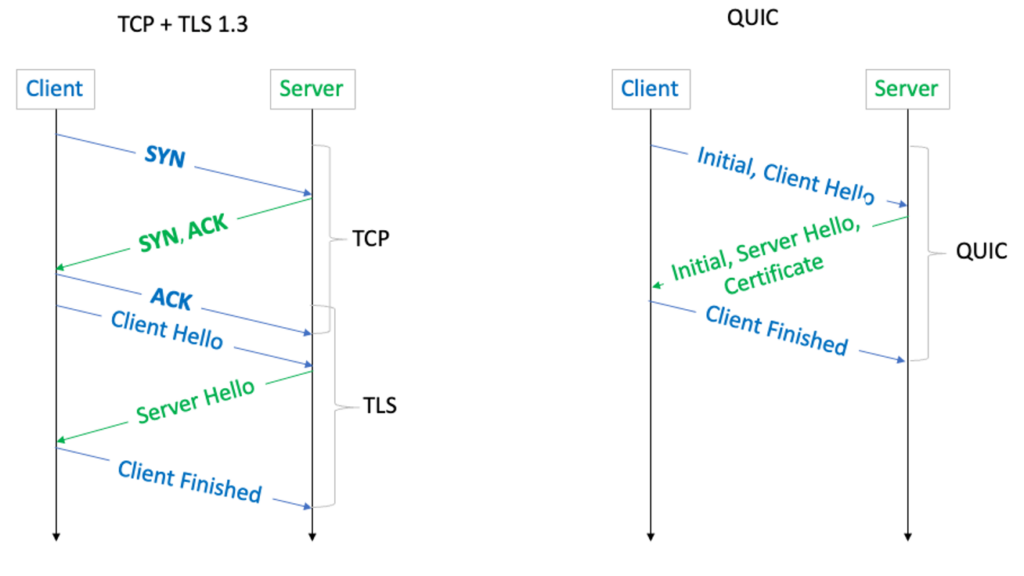 TCP + TLS 1.3
Client
Server
SYN
SYN, ACK
TCP
ACK
Client Hello
Server Hello
TLS
Client Finished
QUIC
Client
Server
Initial, Client Hello
Initial, Server Hello,
Certificate
QUIC
Client Finished